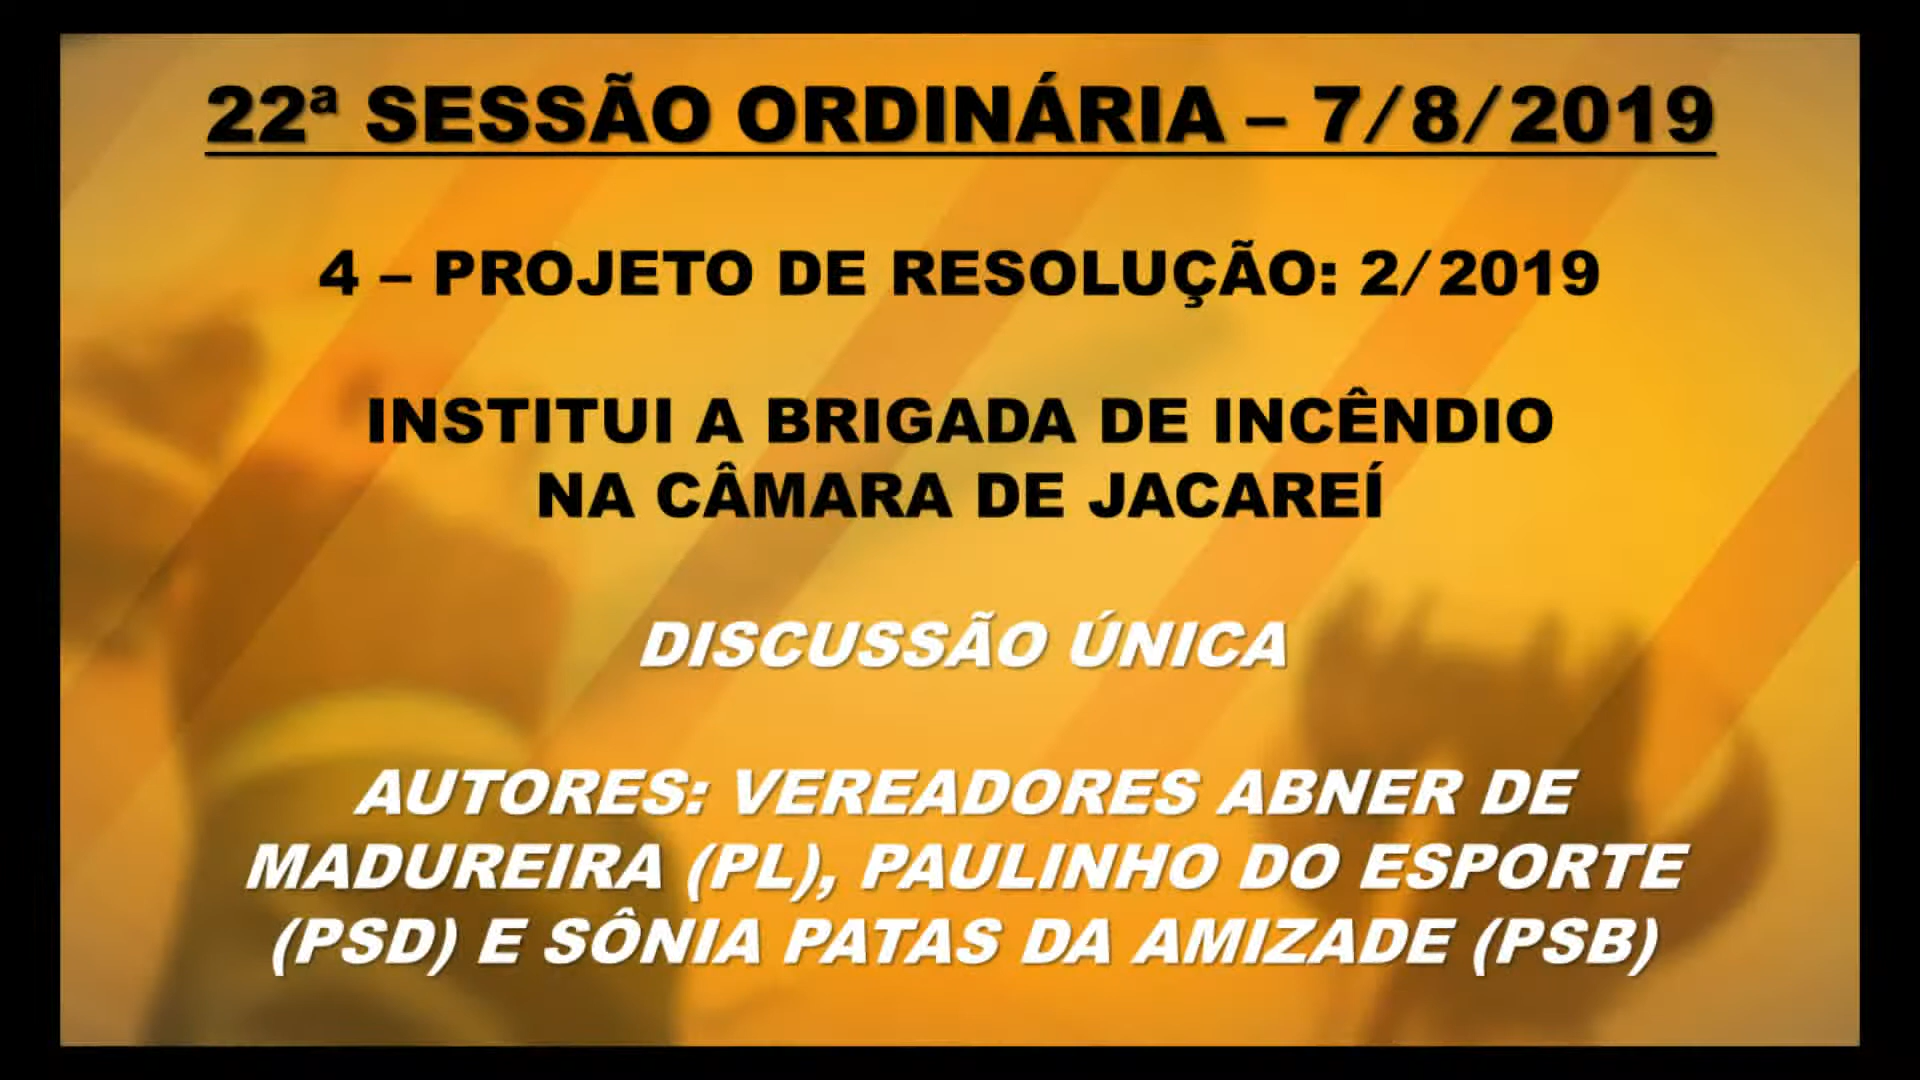 22ª SESSÃO ORDINÁRIA – 7/8/2019
4 – PROJETO DE RESOLUÇÃO: 2/2019
INSTITUI A BRIGADA DE INCÊNDIO
NA CÂMARA DE JACAREÍ
DISCUSSÃO ÚNICA
AUTORES: VEREADORES ABNER DE
MADUREIRA (PL), PAULINHO DO ESPORTE
(PSD) E SÔNIA PATAS DA AMIZADE (PSB)